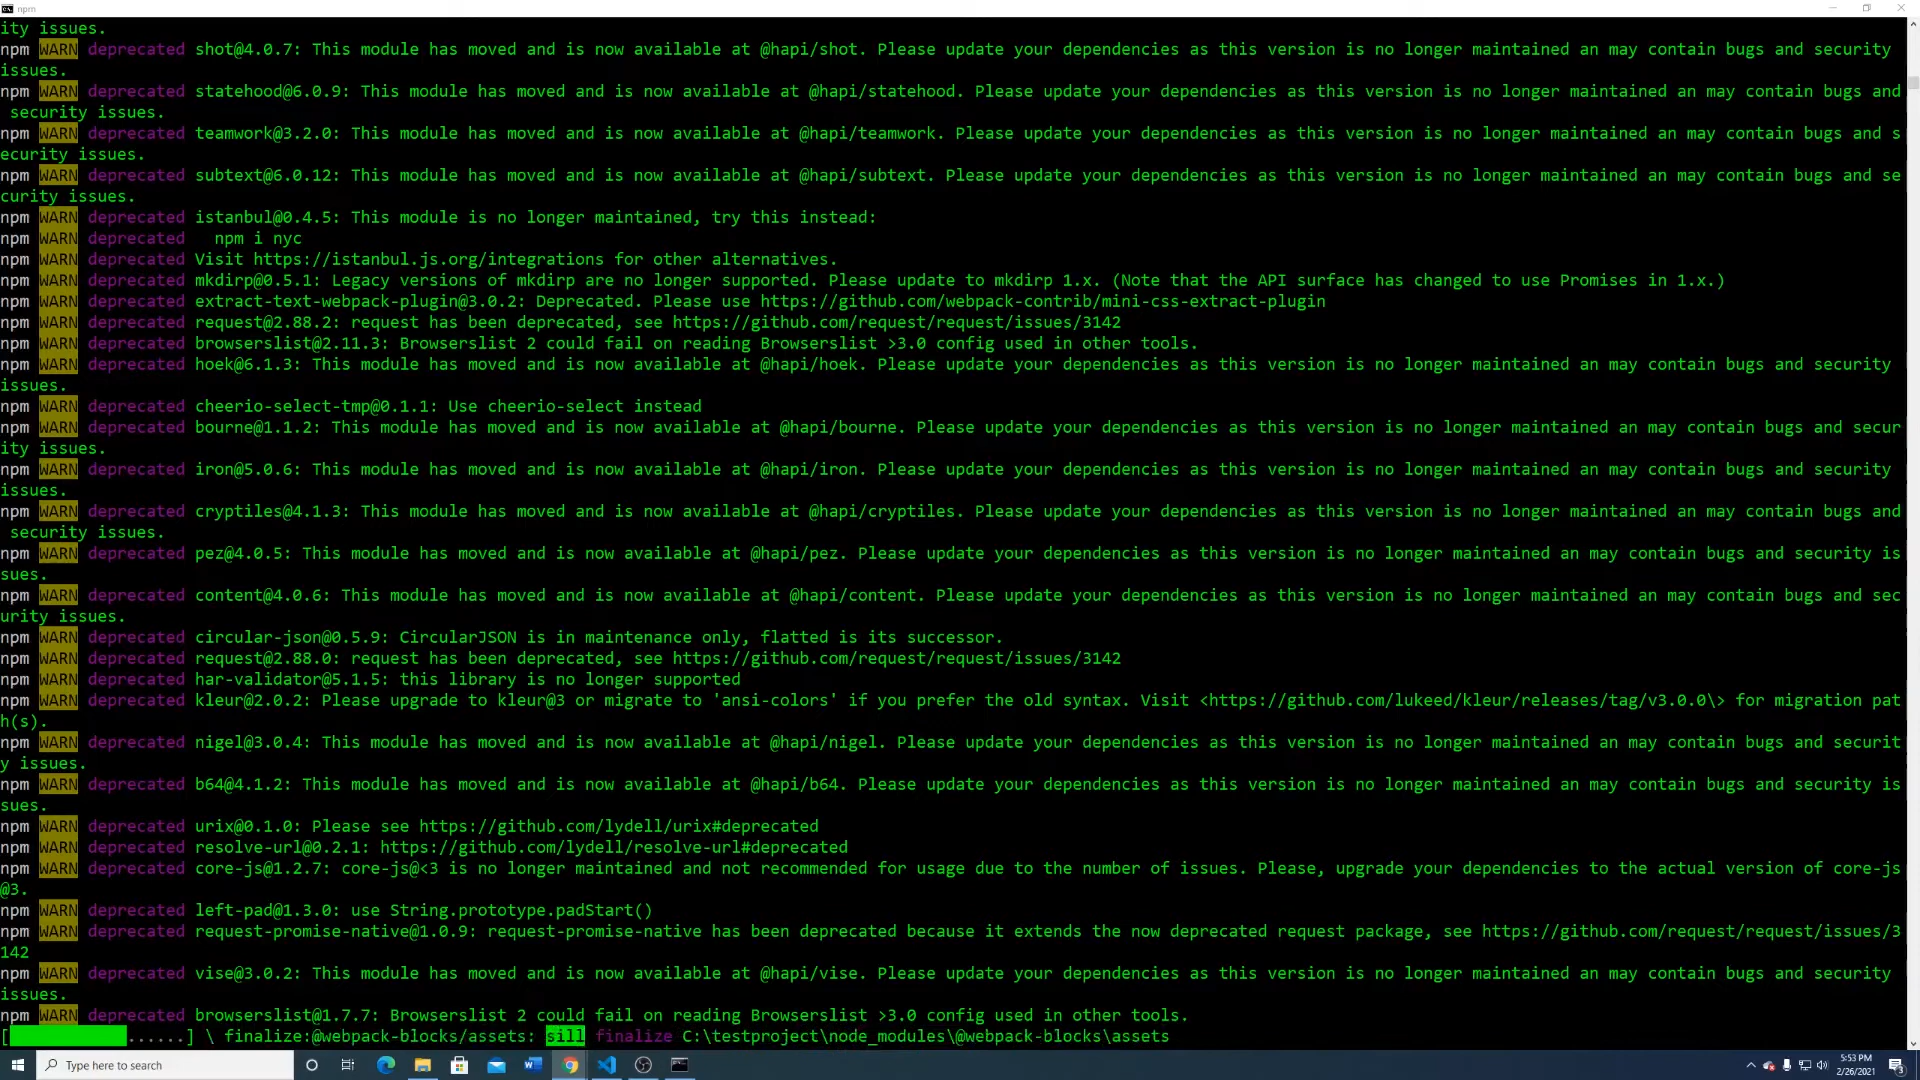 npm
ity issues.
npm WARN deprecated shot@4.0.7: This module has moved and is now available at @hapi/shot. Please update your dependencies as this version is no longer maintained an may contain bugs and security
issues.
npm WARN deprecated statehood@6.0.9: This module has moved and is now available at @hapi/statehood. Please update your dependencies as this version is no longer maintained an may contain bugs and
 security issues.
npm WARN deprecated teamwork@3.2.0: This module has moved and is now available at @hapi/teamwork. Please update your dependencies as this version is no longer maintained an may contain bugs and s
ecurity issues.
npm WARN deprecated subtext@6.0.12: This module has moved and is now available at @hapi/subtext. Please update your dependencies as this version is no longer maintained an may contain bugs and se
curity issues.
npm WARN deprecated istanbul@0.4.5: This module is no longer maintained, try this instead:
npm WARN deprecated   npm i nyc
npm WARN deprecated Visit https://istanbul.js.org/integrations for other alternatives.
npm WARN deprecated mkdirp@0.5.1: Legacy versions of mkdirp are no longer supported. Please update to mkdirp 1.x. (Note that the API surface has changed to use Promises in 1.x.)
npm WARN deprecated extract-text-webpack-plugin@3.0.2: Deprecated. Please use https://github.com/webpack-contrib/mini-css-extract-plugin
npm WARN deprecated request@2.88.2: request has been deprecated, see https://github.com/request/request/issues/3142
npm WARN deprecated browserslist@2.11.3: Browserslist 2 could fail on reading Browserslist >3.0 config used in other tools.
npm WARN deprecated hoek@6.1.3: This module has moved and is now available at @hapi/hoek. Please update your dependencies as this version is no longer maintained an may contain bugs and security
issues.
npm WARN deprecated cheerio-select-tmp@0.1.1: Use cheerio-select instead
npm WARN deprecated bourne@1.1.2: This module has moved and is now available at @hapi/bourne. Please update your dependencies as this version is no longer maintained an may contain bugs and secur
ity issues.
npm WARN deprecated iron@5.0.6: This module has moved and is now available at @hapi/iron. Please update your dependencies as this version is no longer maintained an may contain bugs and security
issues.
npm WARN deprecated cryptiles@4.1.3: This module has moved and is now available at @hapi/cryptiles. Please update your dependencies as this version is no longer maintained an may contain bugs and
 security issues.
npm WARN deprecated pez@4.0.5: This module has moved and is now available at @hapi/pez. Please update your dependencies as this version is no longer maintained an may contain bugs and security is
sues.
npm WARN deprecated content@4.0.6: This module has moved and is now available at @hapi/content. Please update your dependencies as this version is no longer maintained an may contain bugs and sec
urity issues.
npm WARN deprecated circular-json@0.5.9: CircularJSON is in maintenance only, flatted is its successor.
npm WARN deprecated request@2.88.0: request has been deprecated, see https://github.com/request/request/issues/3142
npm WARN deprecated har-validator@5.1.5: this library is no longer supported
npm WARN deprecated kleur@2.0.2: Please upgrade to kleur@3 or migrate to 'ansi-colors' if you prefer the old syntax. Visit <https://github.com/lukeed/kleur/releases/tag/v3.0.0\> for migration pat
h(s).
npm WARN deprecated nigel@3.0.4: This module has moved and is now available at @hapi/nigel. Please update your dependencies as this version is no longer maintained an may contain bugs and securit
y issues.
npm WARN deprecated b64@4.1.2: This module has moved and is now available at @hapi/b64. Please update your dependencies as this version is no longer maintained an may contain bugs and security is
sues.
npm WARN deprecated urix@0.1.0: Please see https://github.com/lydell/urix#deprecated
npm WARN deprecated resolve-url@0.2.1: https://github.com/lydell/resolve-url#deprecated
npm WARN deprecated core-js@1.2.7: core-js@<3 is no longer maintained and not recommended for usage due to the number of issues. Please, upgrade your dependencies to the actual version of core-js
@3.
npm WARN deprecated left-pad@1.3.0: use String.prototype.padStart()
npm WARN deprecated request-promise-native@1.0.9: request-promise-native has been deprecated because it extends the now deprecated request package, see https://github.com/request/request/issues/3
142
npm WARN deprecated vise@3.0.2: This module has moved and is now available at @hapi/vise. Please update your dependencies as this version is no longer maintained an may contain bugs and security
issues.
npm WARN deprecated browserslist@1.7.7: Browserslist 2 could fail on reading Browserslist >3.0 config used in other tools.
[            ......] \ finalize:@webpack-blocks/assets: sill finalize C:\testproject\node_modules\@webpack-blocks\assets
Type here to search
5:53 PM
2/26/2021
3